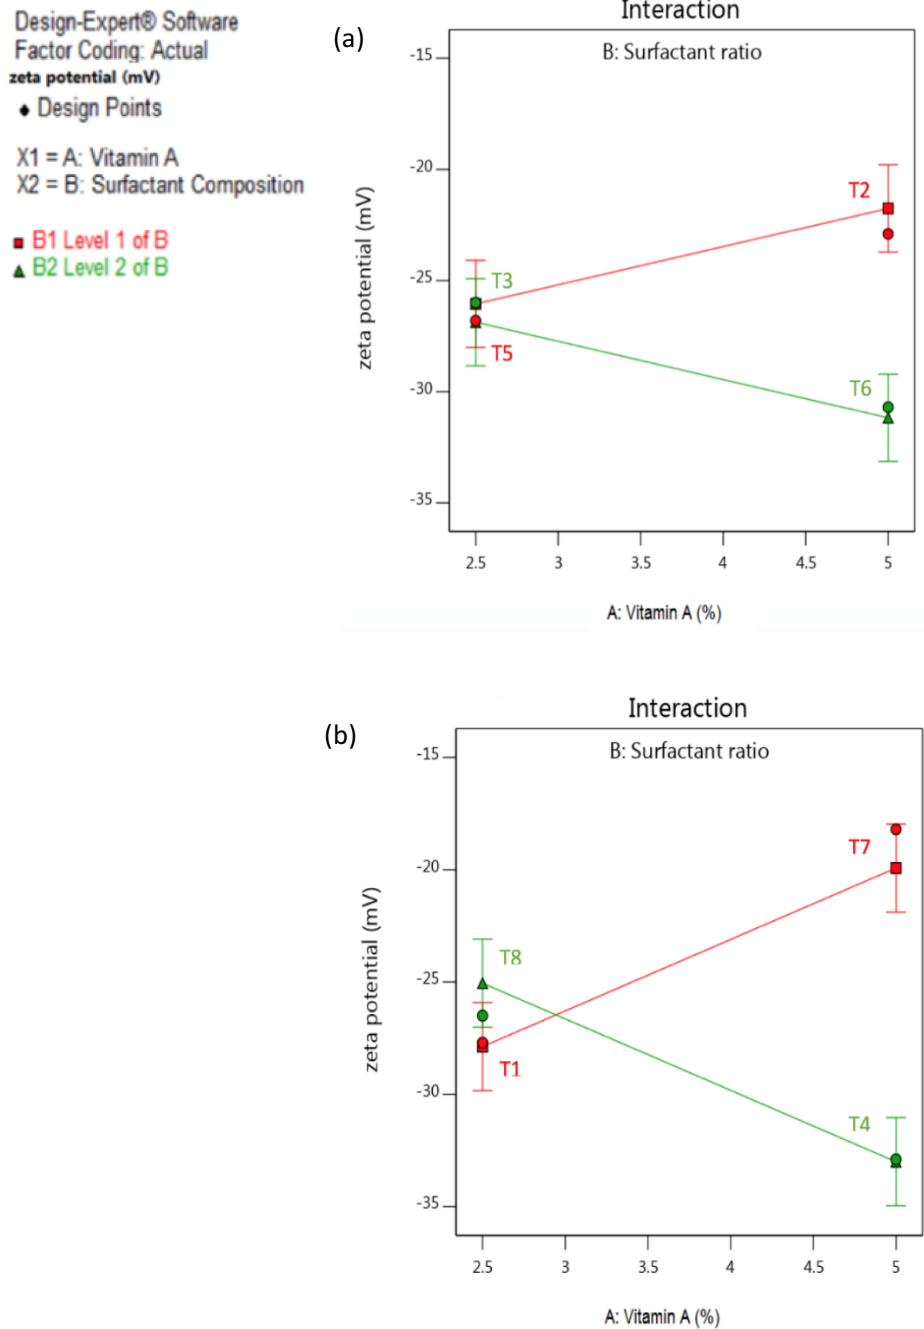 Design-Expert® Software
Factor Coding: Actual
zeta potential (mV)
Design Points
X1 = A: Vitamin A
X2 = B: Surfactant Composition
B1 Level 1 of B
B2 Level 2 of B
(a)
Interaction
B: Surfactant ratio
zeta potential (mV)
-15
-20
-25
-30
-35
T2
T3
T5
T6
2.5
3
3.5
4
4.5
5
A: Vitamin A (%)
(b)
Interaction
B: Surfactant ratio
zeta potential (mV)
-15
-20
-25
-30
-35
T7
T8
T1
T4
2.5
3
3.5
4
4.5
5
A: Vitamin A (%)